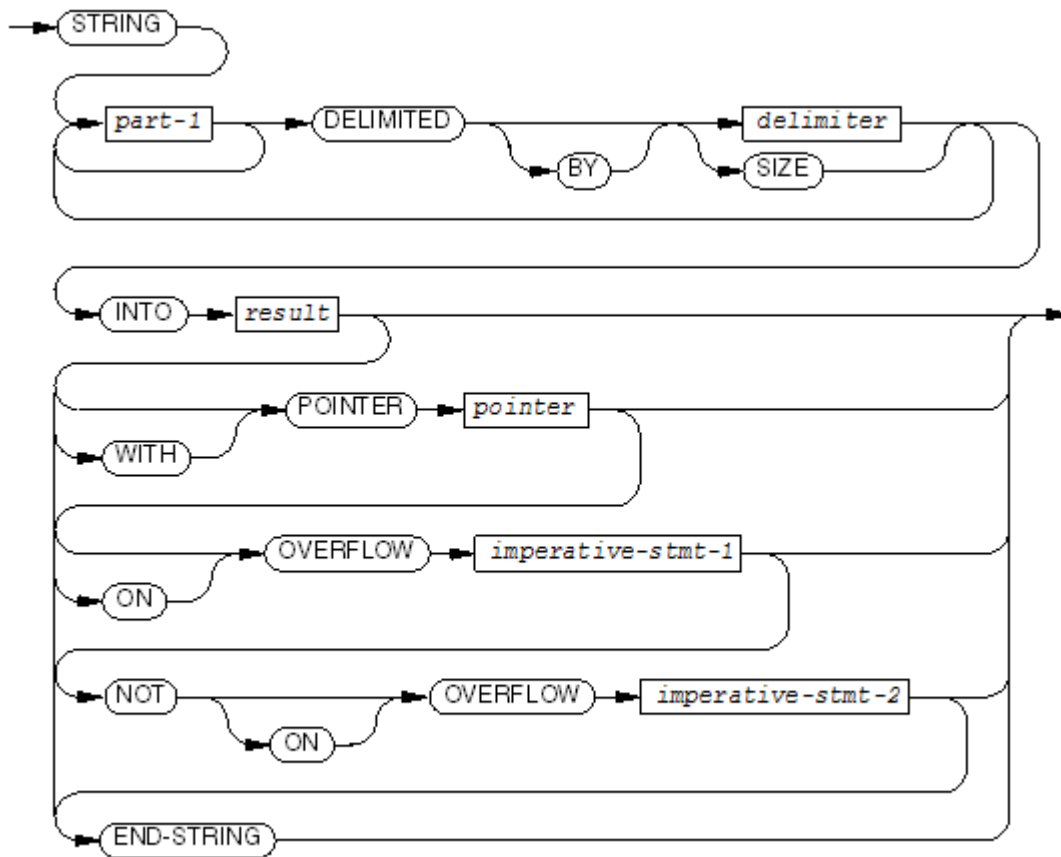 STRING
part-1 DELIMITED delimiter
BY SIZE
INTO result
POINTER pointer
WITH
OVERFLOW imperative-stmt-1
ON
NOT OVERFLOW imperative-stmt-2
ON
END-STRING